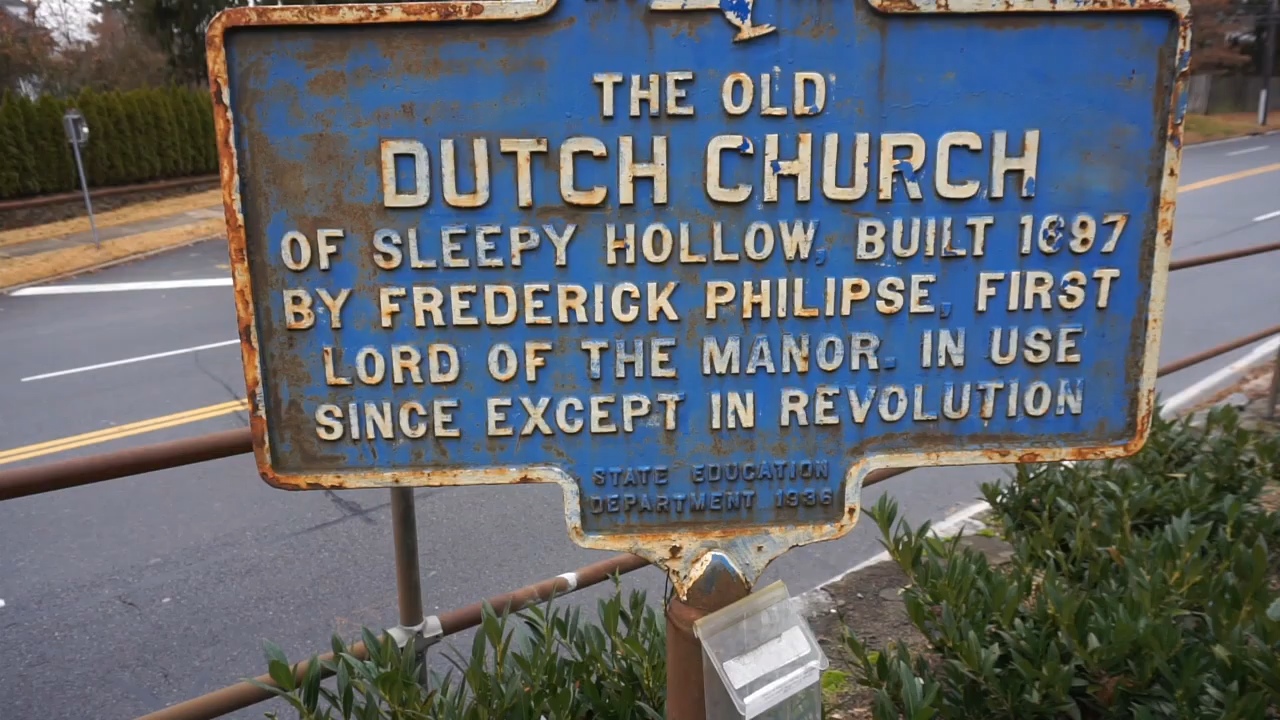 THE OLD
DUTCH CHURCH
OF SLEEPY HOLLOW, BUILT 1697
BY FREDERICK PHILIPSE, FIRST
LORD OF THE MANOR. IN USE
SINCE EXCEPT IN REVOLUTION
STATE EDUCATION
DEPARTMENT 1936